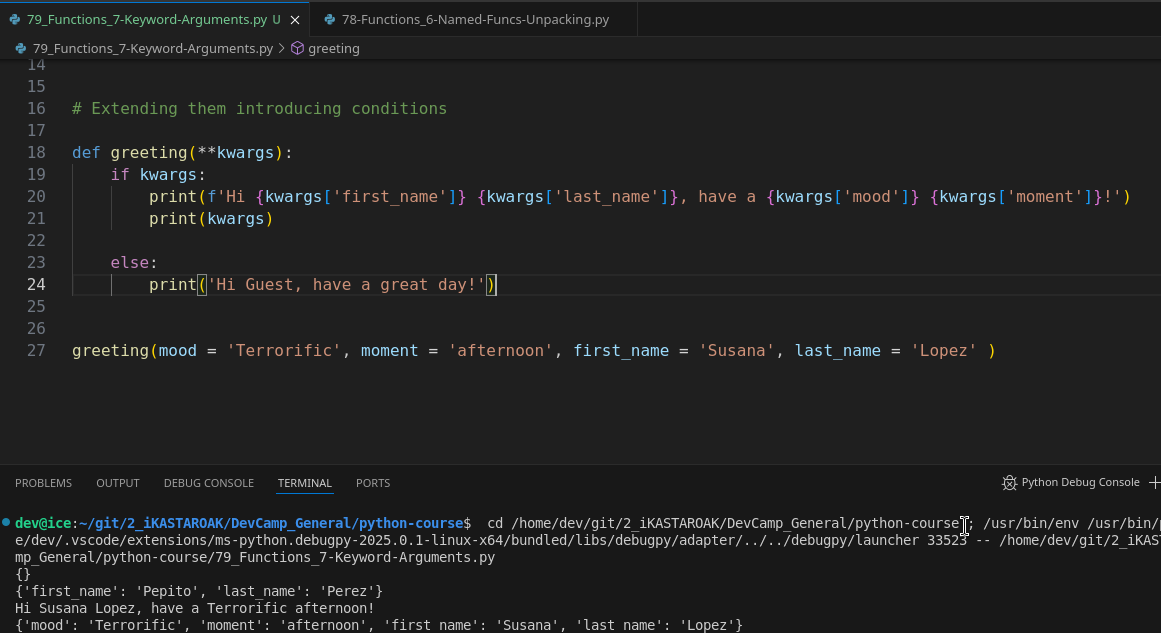 79_Functions_7-Keyword-Arguments.py U 78-Functions_6-Named-Funcs-Unpacking.py
79_Functions_7-Keyword-Arguments.py > greeting
14
15
16 # Extending them introducing conditions
17
18 def greeting(**kwargs):
19 if kwargs:
20 print(f'Hi {kwargs['first_name']} {kwargs['last_name']}, have a {kwargs['mood']} {kwargs['moment']}!')
21 print(kwargs)
22
23 else:
24 print('Hi Guest, have a great day!')
25
26
27 greeting(mood = 'Terrorific', moment = 'afternoon', first_name = 'Susana', last_name = 'Lopez' )
PROBLEMS OUTPUT DEBUG CONSOLE TERMINAL PORTS Python Debug Console
dev@ice:~/git/2_iKASTAROAK/DevCamp_General/python-course$ cd /home/dev/git/2_iKASTAROAK/DevCamp_General/python-course ; /usr/bin/env /usr/bin/
e/dev/.vscode/extensions/ms-python.debugpy-2025.0.1-linux-x64/bundled/libs/debugpy/adapter/../../debugpy/launcher 33523 -- /home/dev/git/2_iKAS
mp_General/python-course/79_Functions_7-Keyword-Arguments.py
{}
{'first_name': 'Pepito', 'last_name': 'Perez'}
Hi Susana Lopez, have a Terrorific afternoon!
{'mood': 'Terrorific', 'moment': 'afternoon', 'first_name': 'Susana', 'last_name': 'Lopez'}